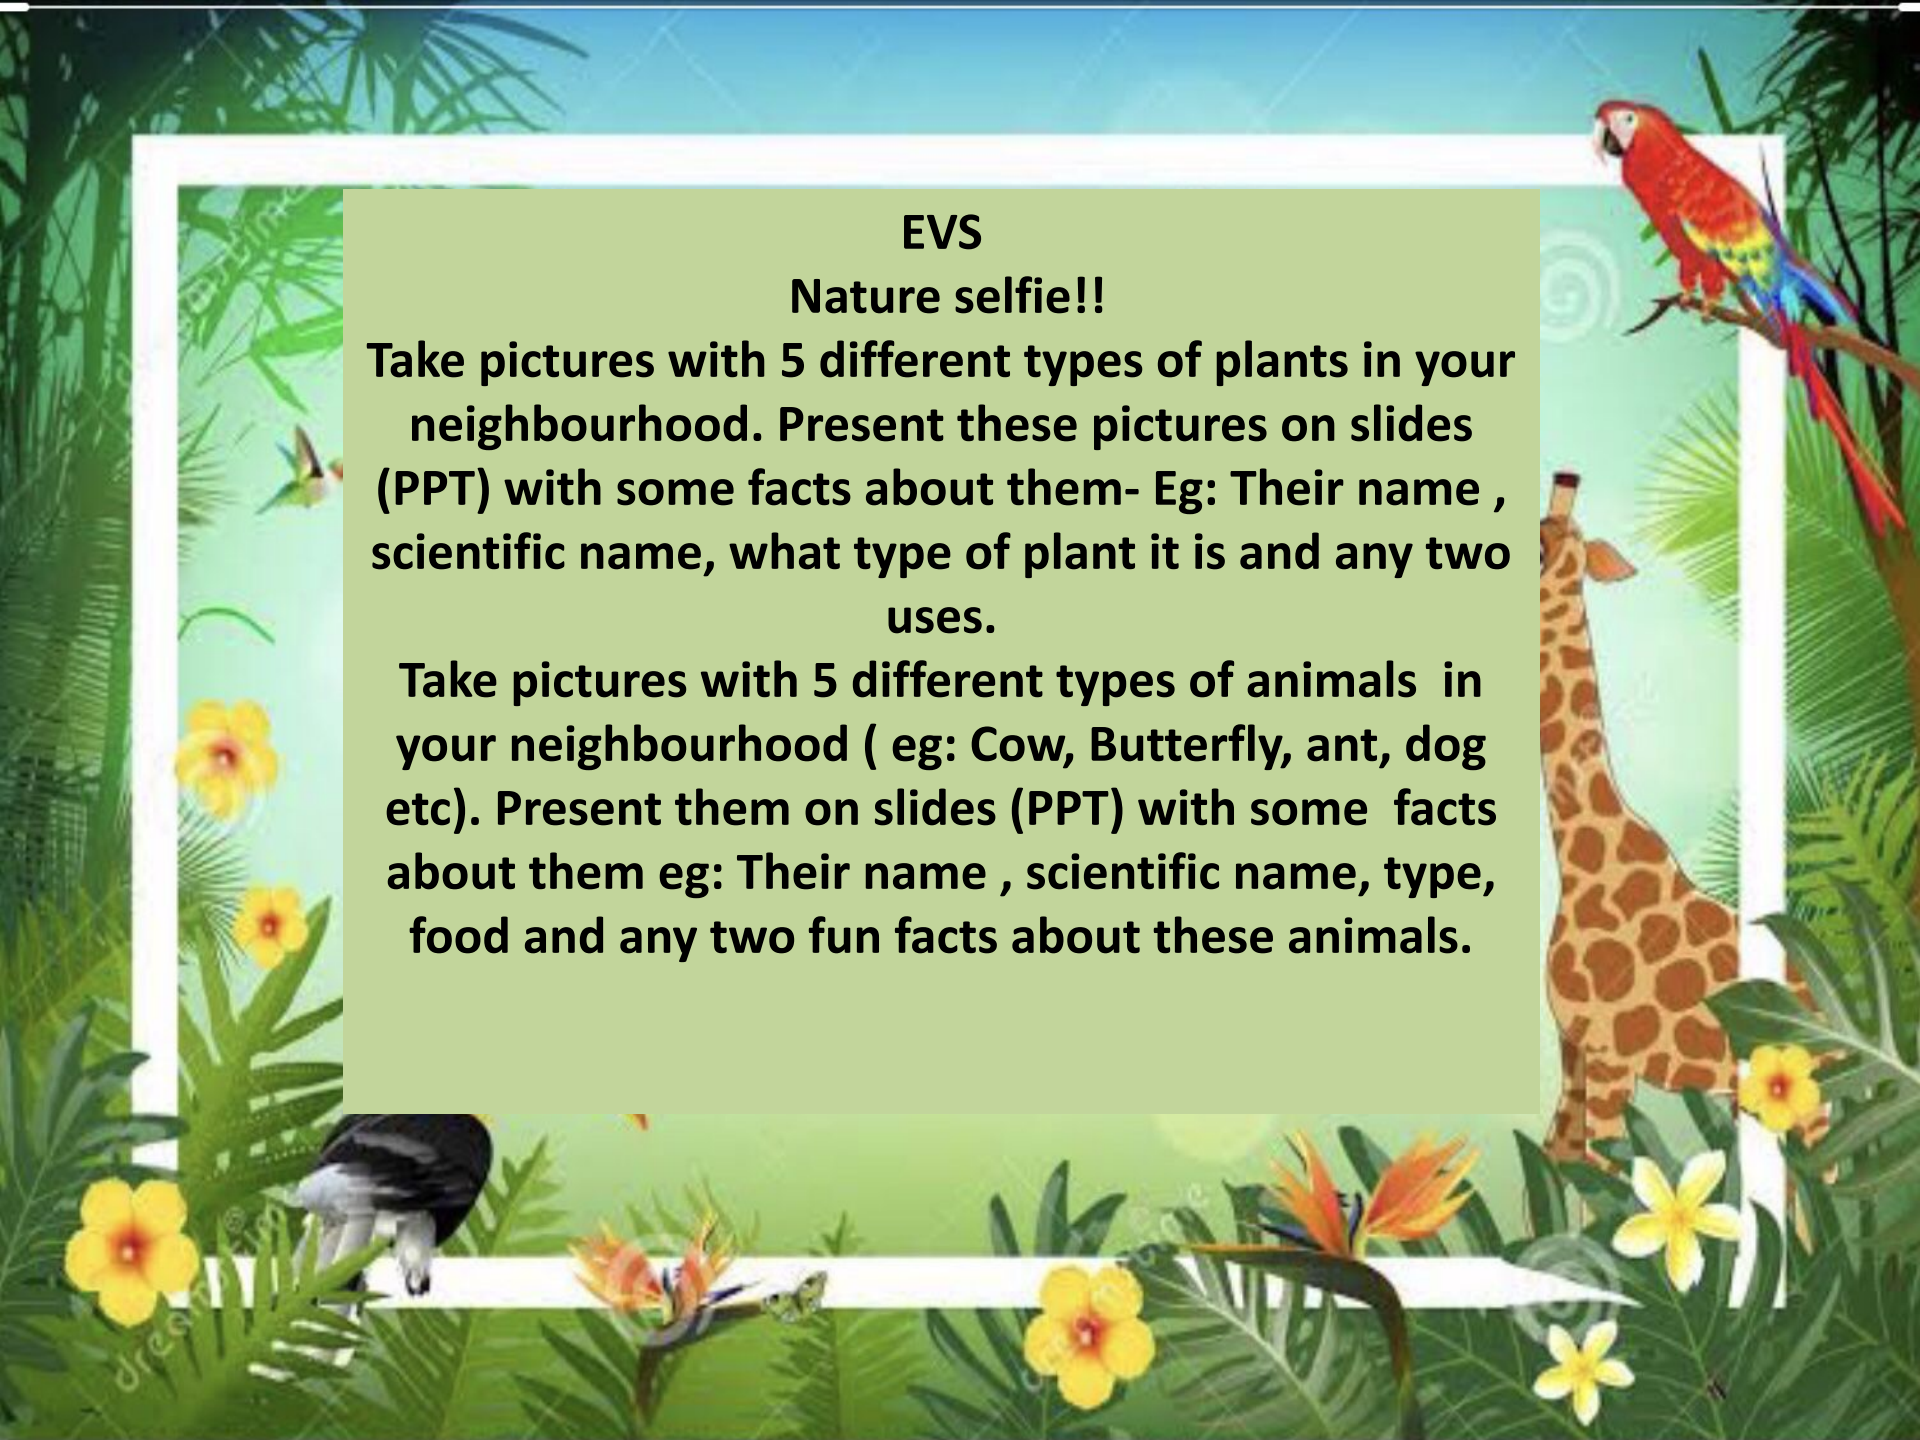 EVS
Nature selfie!!
Take pictures with 5 different types of plants in your
neighbourhood. Present these pictures on slides
(PPT) with some facts about them- Eg: Their name ,
scientific name, what type of plant it is and any two
uses.
Take pictures with 5 different types of animals  in
your neighbourhood ( eg: Cow, Butterfly, ant, dog
etc). Present them on slides (PPT) with some  facts
about them eg: Their name , scientific name, type,
food and any two fun facts about these animals.